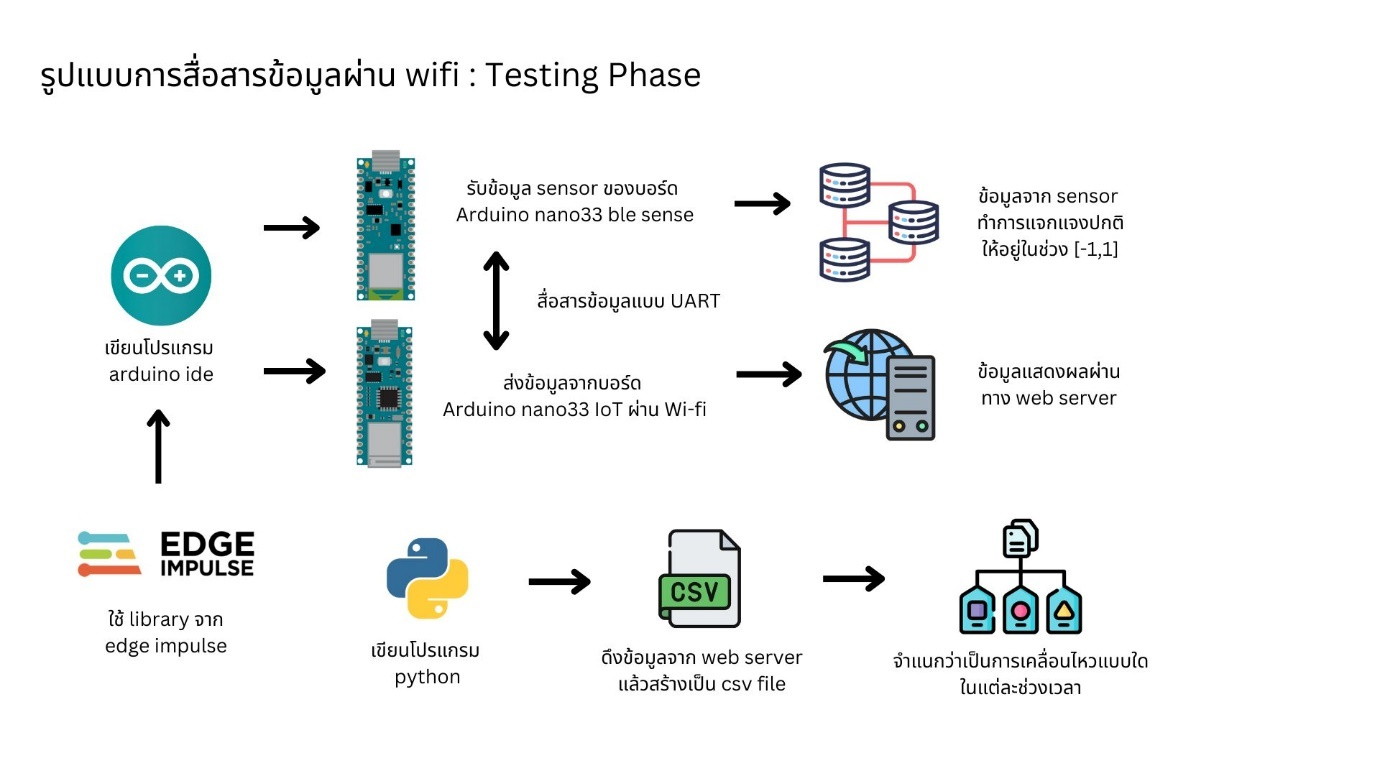 รูปแบบการสื่อสารข้อมูลผ่าน wifi : Testing Phase
รับข้อมูล sensor ของบอร์ด
Arduino nano33 ble sense
ข้อมูลจาก sensor
ทำการแจกแจงปกติ
ให้อยู่ในช่วง [-1,1]
สื่อสารข้อมูลแบบ UART
เขียนโปรแกรม
arduino ide
ส่งข้อมูลจากบอร์ด
Arduino nano33 IoT ผ่าน Wi-fi
ข้อมูลแสดงผลผ่าน
ทาง web server
EDGE
IMPULSE
ใช้ library จาก
edge impulse
เขียนโปรแกรม
python
CSV
ดึงข้อมูลจาก web server
แล้วสร้างเป็น csv file
จำแนกว่าเป็นการเคลื่อนไหวแบบใด
ในแต่ละช่วงเวลา